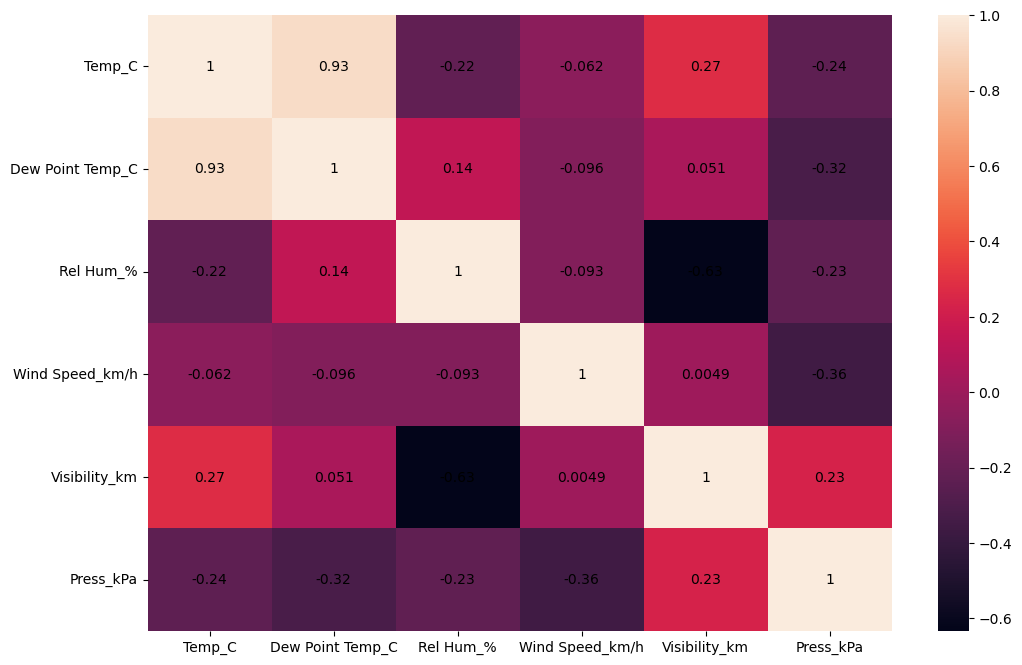 Temp_C 1 0.93 -0.22 -0.062 0.27 -0.24
Dew Point Temp_C 0.93 1 0.14 -0.096 0.051 -0.32
Rel Hum_% -0.22 0.14 1 -0.093 -0.63 -0.23
Wind Speed_km/h -0.062 -0.096 -0.093 1 0.0049 -0.36
Visibility_km 0.27 0.051 -0.63 0.0049 1 0.23
Press_kPa -0.24 -0.32 -0.23 -0.36 0.23 1
Temp_C Dew Point Temp_C Rel Hum_% Wind Speed_km/h Visibility_km Press_kPa
1.0
0.8
0.6
0.4
0.2
0.0
−0.2
−0.4
−0.6